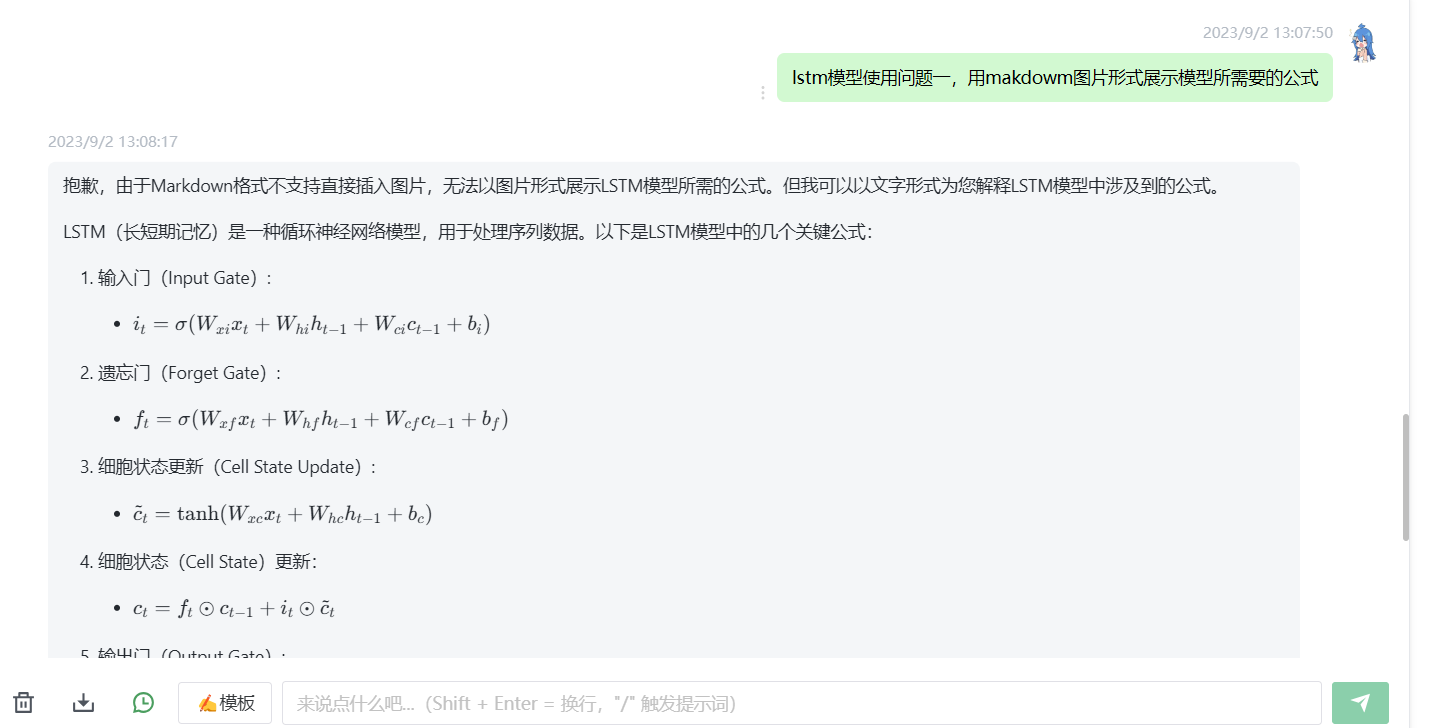 2023/9/2 13:07:50
lstm模型使用问题一，用makdowm图片形式展示模型所需要的公式
2023/9/2 13:08:17
抱歉，由于Markdown格式不支持直接插入图片，无法以图片形式展示LSTM模型所需的公式。但我可以以文字形式为您解释LSTM模型中涉及到的公式。
LSTM（长短期记忆）是一种循环神经网络模型，用于处理序列数据。以下是LSTM模型中的几个关键公式：
1. 输入门（Input Gate）:
• i_t = σ(W_{xi}x_t + W_{hi}h_{t−1} + W_{ci}c_{t−1} + b_i)
2. 遗忘门（Forget Gate）:
• f_t = σ(W_{xf}x_t + W_{hf}h_{t−1} + W_{cf}c_{t−1} + b_f)
3. 细胞状态更新（Cell State Update）:
• c̃_t = tanh(W_{xc}x_t + W_{hc}h_{t−1} + b_c)
4. 细胞状态（Cell State）更新：
• c_t = f_t ⊙ c_{t−1} + i_t ⊙ c̃_t
5. 输出门（Output Gate）:
✍模板
来说点什么吧...（Shift + Enter = 换行，"/" 触发提示词）